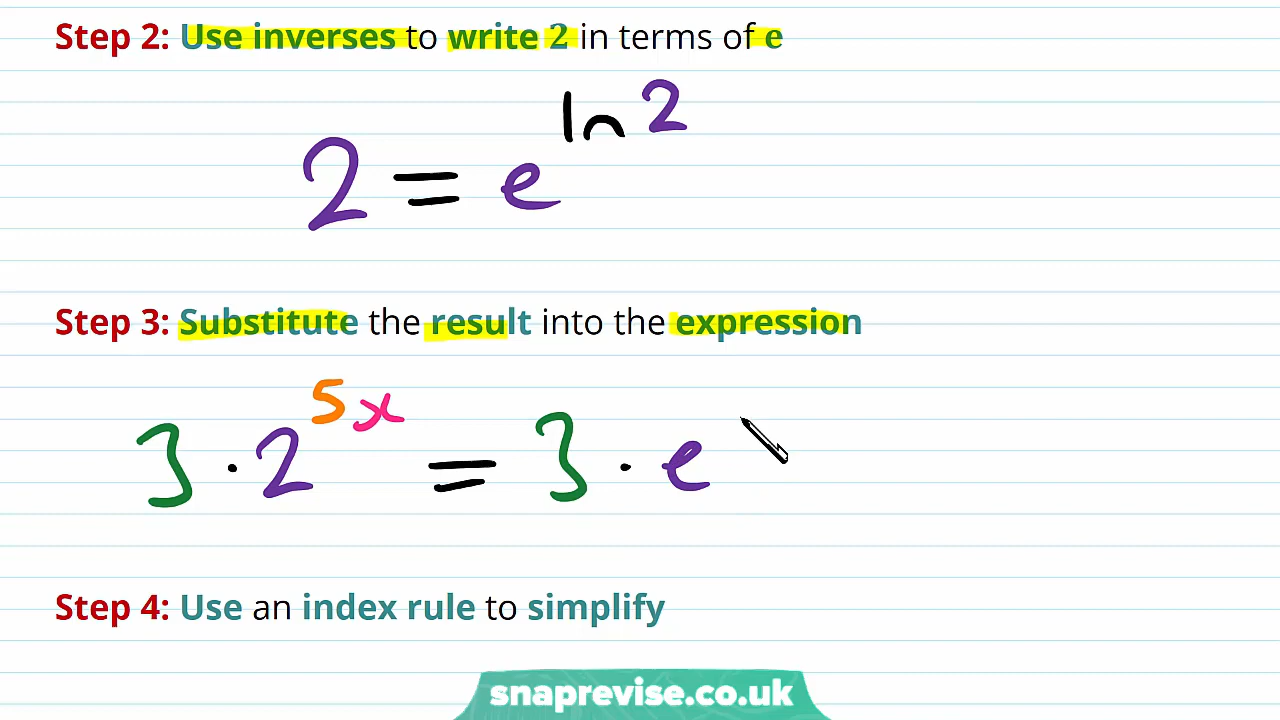 Step 2: Use inverses to write 2 in terms of e
2 = e^ln 2
Step 3: Substitute the result into the expression
3 · 2^5x = 3 · e
Step 4: Use an index rule to simplify
snaprevise.co.uk